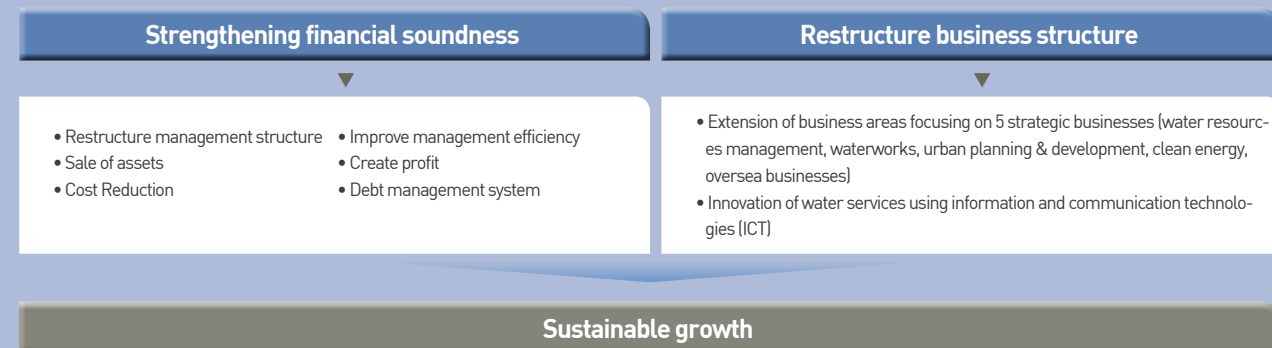 Strengthening financial soundness
• Restructure management structure
• Sale of assets
• Cost Reduction
• Improve management efficiency
• Create profit
• Debt management system
Restructure business structure
• Extension of business areas focusing on 5 strategic businesses (water resourc-
es management, waterworks, urban planning & development, clean energy,
oversea businesses)
• Innovation of water services using information and communication technolo-
gies (ICT)
Sustainable growth